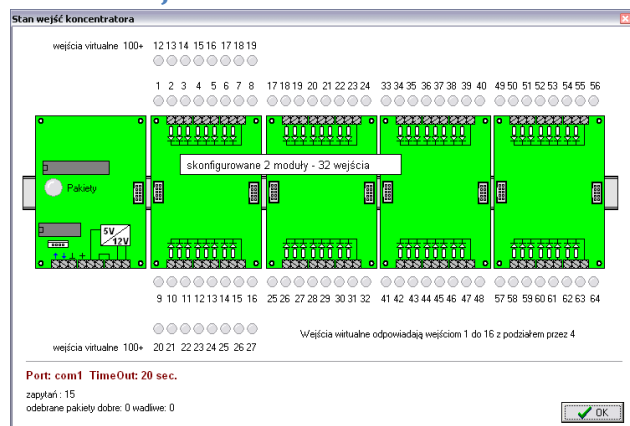 Stan wejść koncentratora
wejścia virtualne 100+ 12 13 14 15 16 17 18 19
1 2 3 4 5 6 7 8 17 18 19 20 21 22 23 24 33 34 35 36 37 38 39 40 49 50 51 52 53 54 55 56
skonfigurowane 2 moduły - 32 wejścia
Pakiety
5V
12V
9 10 11 12 13 14 15 16 25 26 27 28 29 30 31 32 41 42 43 44 45 46 47 48 57 58 59 60 61 62 63 64
Wejścia wirtualne odpowiadają wejściom 1 do 16 z podziałem przez 4
wejścia virtualne 100+ 20 21 22 23 24 25 26 27
Port: com1 TimeOut: 20 sec.
zapytań : 15
odebrane pakiety dobre: 0 wadliwe: 0
OK